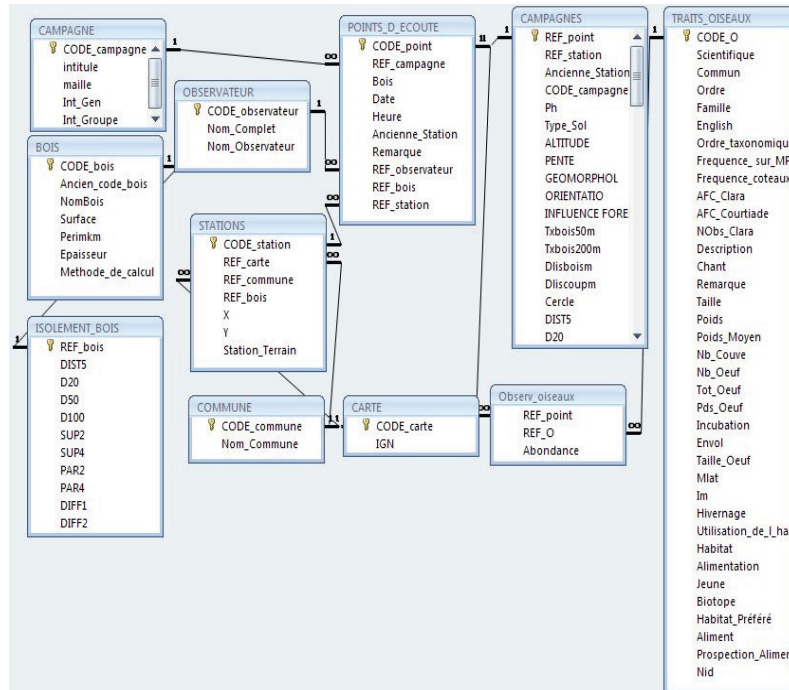 CAMPAGNE
CODE_campagne
intitule
maille
Int_Gen
Int_Groupe
BOIS
CODE_bois
Ancien_code_bois
NomBois
Surface
Perimkm
Epaisseur
Methode_de_calcul
ISOLEMENT_BOIS
REF_bois
DIST5
D20
D50
D100
SUP2
SUP4
PAR2
PAR4
DIFF1
DIFF2
OBSERVATEUR
CODE_observateur
Nom_Complet
Nom_Observateur
STATIONS
CODE_station
REF_carte
REF_commune
REF_bois
X
Y
Station_Terrain
COMMUNE
CODE_commune
Nom_Commune
POINTS_D_ECOUTE
CODE_point
REF_campagne
Bois
Date
Heure
Ancienne_Station
Remarque
REF_observateur
REF_bois
REF_station
CARTE
CODE_carte
IGN
CAMPAGNES
REF_point
REF_station
Ancienne_Station
CODE_campagne
Ph
Type_Sol
ALTITUDE
PENTE
GEOMORPHOL
ORIENTATIO
INFLUENCE FORE
Txbois50m
Txbois200m
Dlisboism
Dliscoupm
Cercle
DIST5
D20
Observ_oiseaux
REF_point
REF_O
Abondance
TRAITS_OISEAUX
CODE_O
Scientifique
Commun
Ordre
Famille
English
Ordre_taxonomiqu
Frequence_ sur_MP
Frequence_coteaux
AFC_Clara
AFC_Courtiade
NObs_Clara
Description
Chant
Remarque
Taille
Poids
Poids_Moyen
Nb_Couve
Nb_Oeuf
Tot_Oeuf
Pds_Oeuf
Incubation
Envol
Taille_Oeuf
Mlat
Im
Hivernage
Utilisation_de_l_ha
Habitat
Alimentation
Jeune
Biotope
Habitat_Préféré
Aliment
Prospection_Alimen
Nid